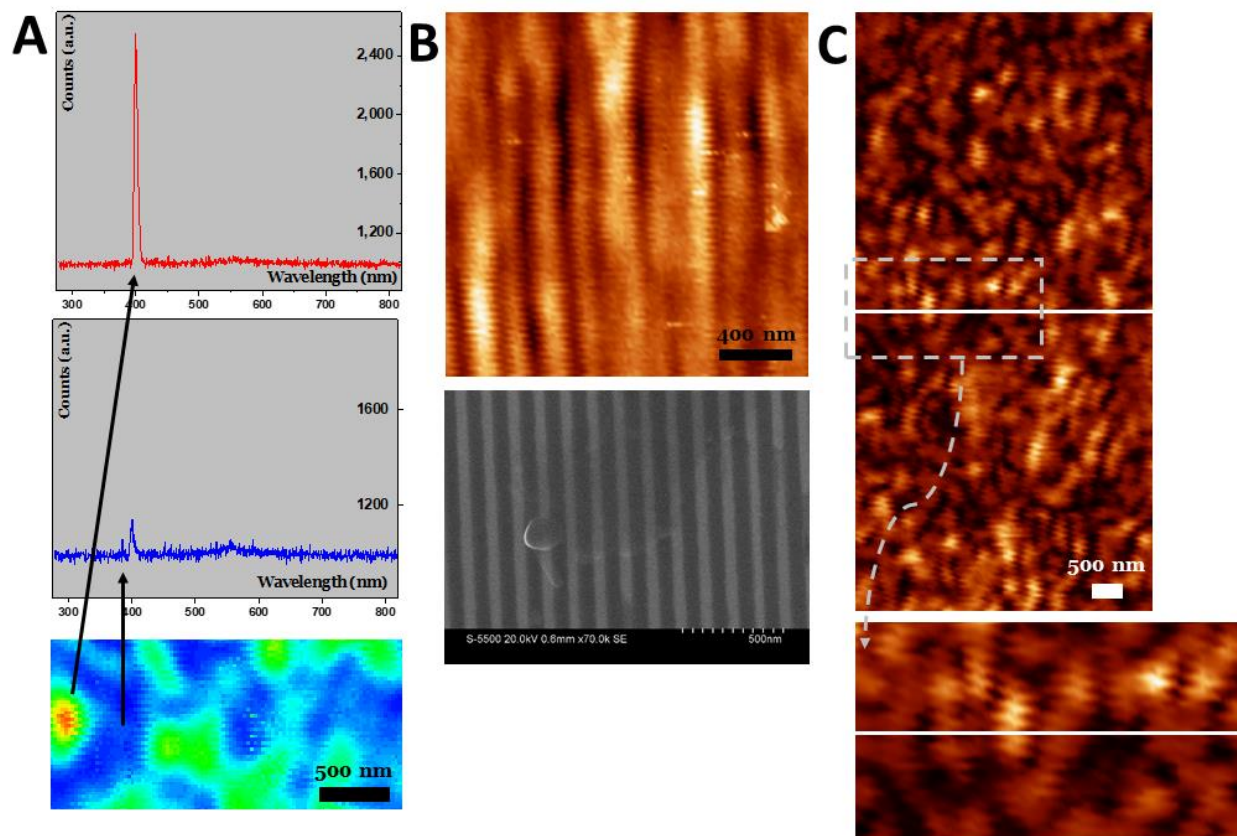 A
Counts (a.u.)
2,400
2,000
1,600
1,200
Wavelength (nm)
300 400 500 600 700 800
Counts (a.u.)
1600
1200
Wavelength (nm)
300 400 500 600 700 800
500 nm
B
400 nm
S-5500 20.0kV 0.6mm x70.0k SE
500nm
C
500 nm